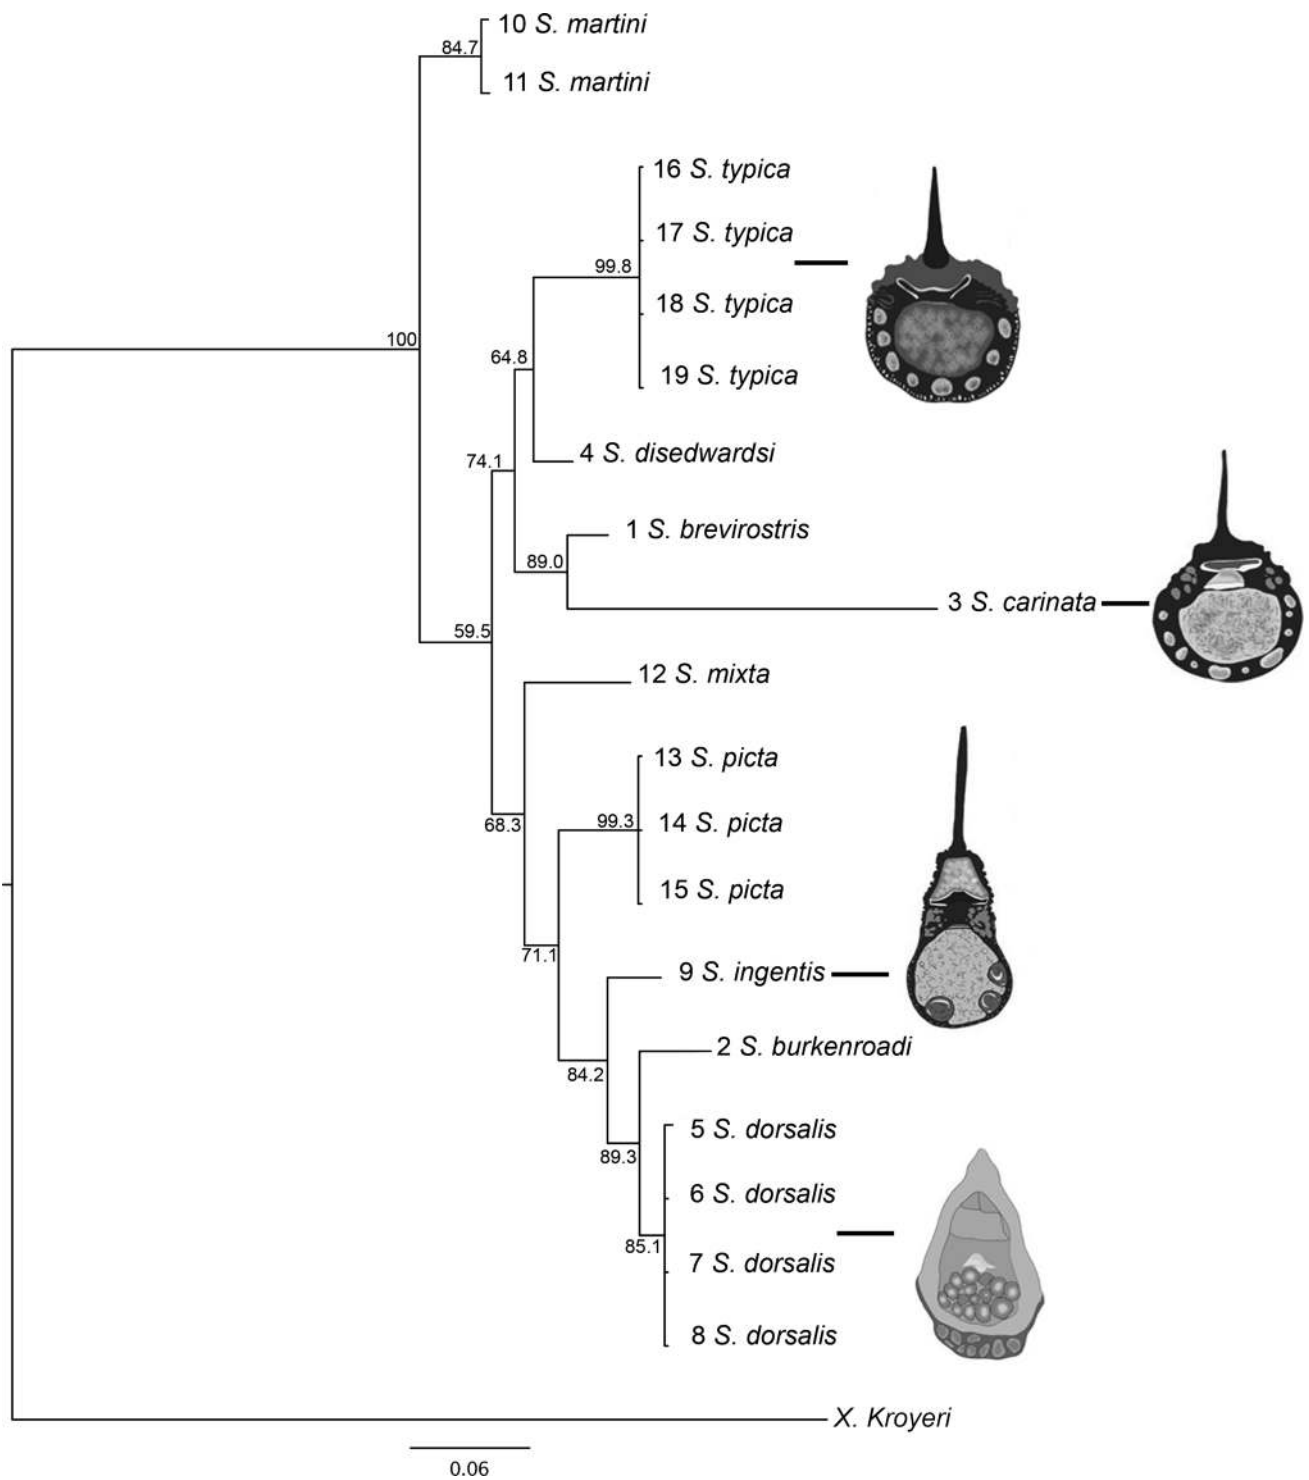 10 S. martini
84.7
11 S. martini
16 S. typica
17 S. typica
99.8
18 S. typica
100
64.8
19 S. typica
4 S. disedwardsi
74.1
1 S. brevirostris
89.0
3 S. carinata
59.5
12 S. mixta
13 S. picta
99.3
14 S. picta
68.3
15 S. picta
71.1
9 S. ingentis
2 S. burkenroadi
84.2
5 S. dorsalis
89.3
6 S. dorsalis
85.1
7 S. dorsalis
8 S. dorsalis
X. Kroyeri
0.06